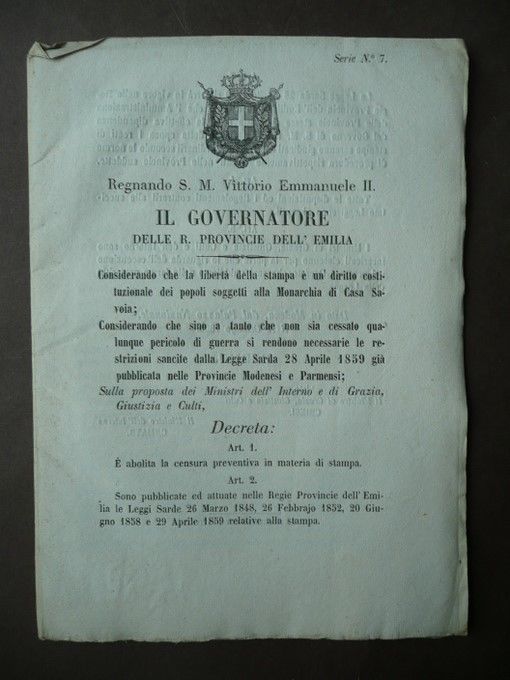 Serie N.º 7.
Regnando S. M. Vittorio Emmanuele II.
IL GOVERNATORE
DELLE R. PROVINCIE DELL' EMILIA
Considerando che la libertà della stampa è un' diritto costi-
tuzionale dei popoli soggetti alla Monarchia di Casa Sa-
voia;
Considerando che sino a tanto che non sia cessato qua-
lunque pericolo di guerra si rendono necessarie le re-
strizioni sancite dalla Legge Sarda 28 Aprile 1859 già
pubblicata nelle Provincie Modenesi e Parmensi;
Sulla proposta dei Ministri dell' Interno e di Grazia,
Giustizia e Culti,
Decreta:
Art. 1.
È abolita la censura preventiva in materia di stampa.
Art. 2.
Sono pubblicate ed attuate nelle Regie Provincie dell' Emi-
lia le Leggi Sarde 26 Marzo 1848, 26 Febbrajo 1852, 20 Giu-
gno 1858 e 29 Aprile 1859 relative alla stampa.